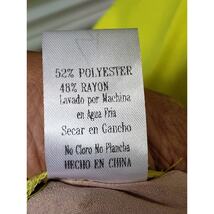 52% POLYESTER
48% RAYON
Lavado por Machina
en Agua Fria
Secar en Gancho
No Cloro No Plancha
HECHO EN CHINA